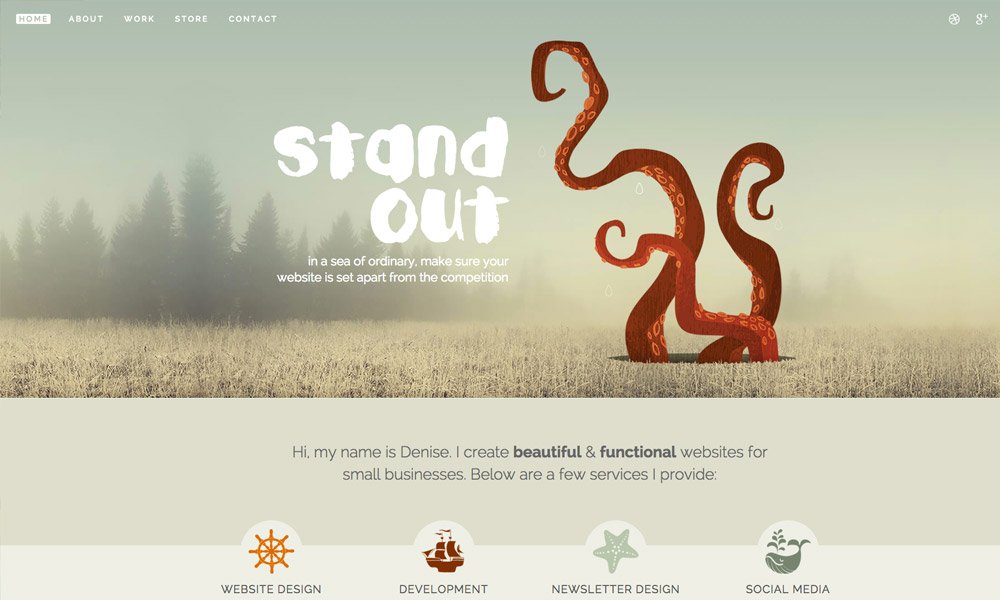 HOME ABOUT WORK STORE CONTACT g+
stand
out
in a sea of ordinary, make sure your
website is set apart from the competition
Hi, my name is Denise. I create beautiful & functional websites for
small businesses. Below are a few services I provide:
WEBSITE DESIGN DEVELOPMENT NEWSLETTER DESIGN SOCIAL MEDIA